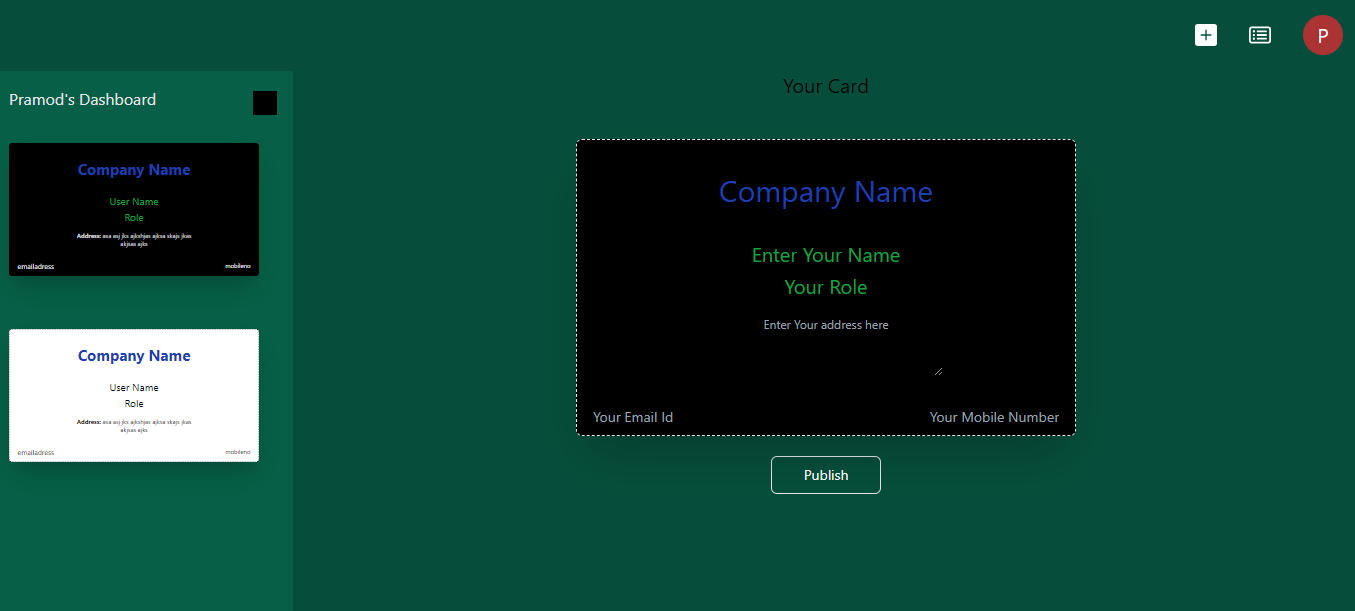 P
Pramod's Dashboard
Company Name
User Name
Role
Address: asa asj jks ajkshjas ajksa skajs jkas
akjsas ajks
emailadress
mobileno
Company Name
User Name
Role
Address: asa asj jks ajkshjas ajksa skajs jkas
akjsas ajks
emailadress
mobileno
Your Card
Company Name
Enter Your Name
Your Role
Enter Your address here
Your Email Id
Your Mobile Number
Publish